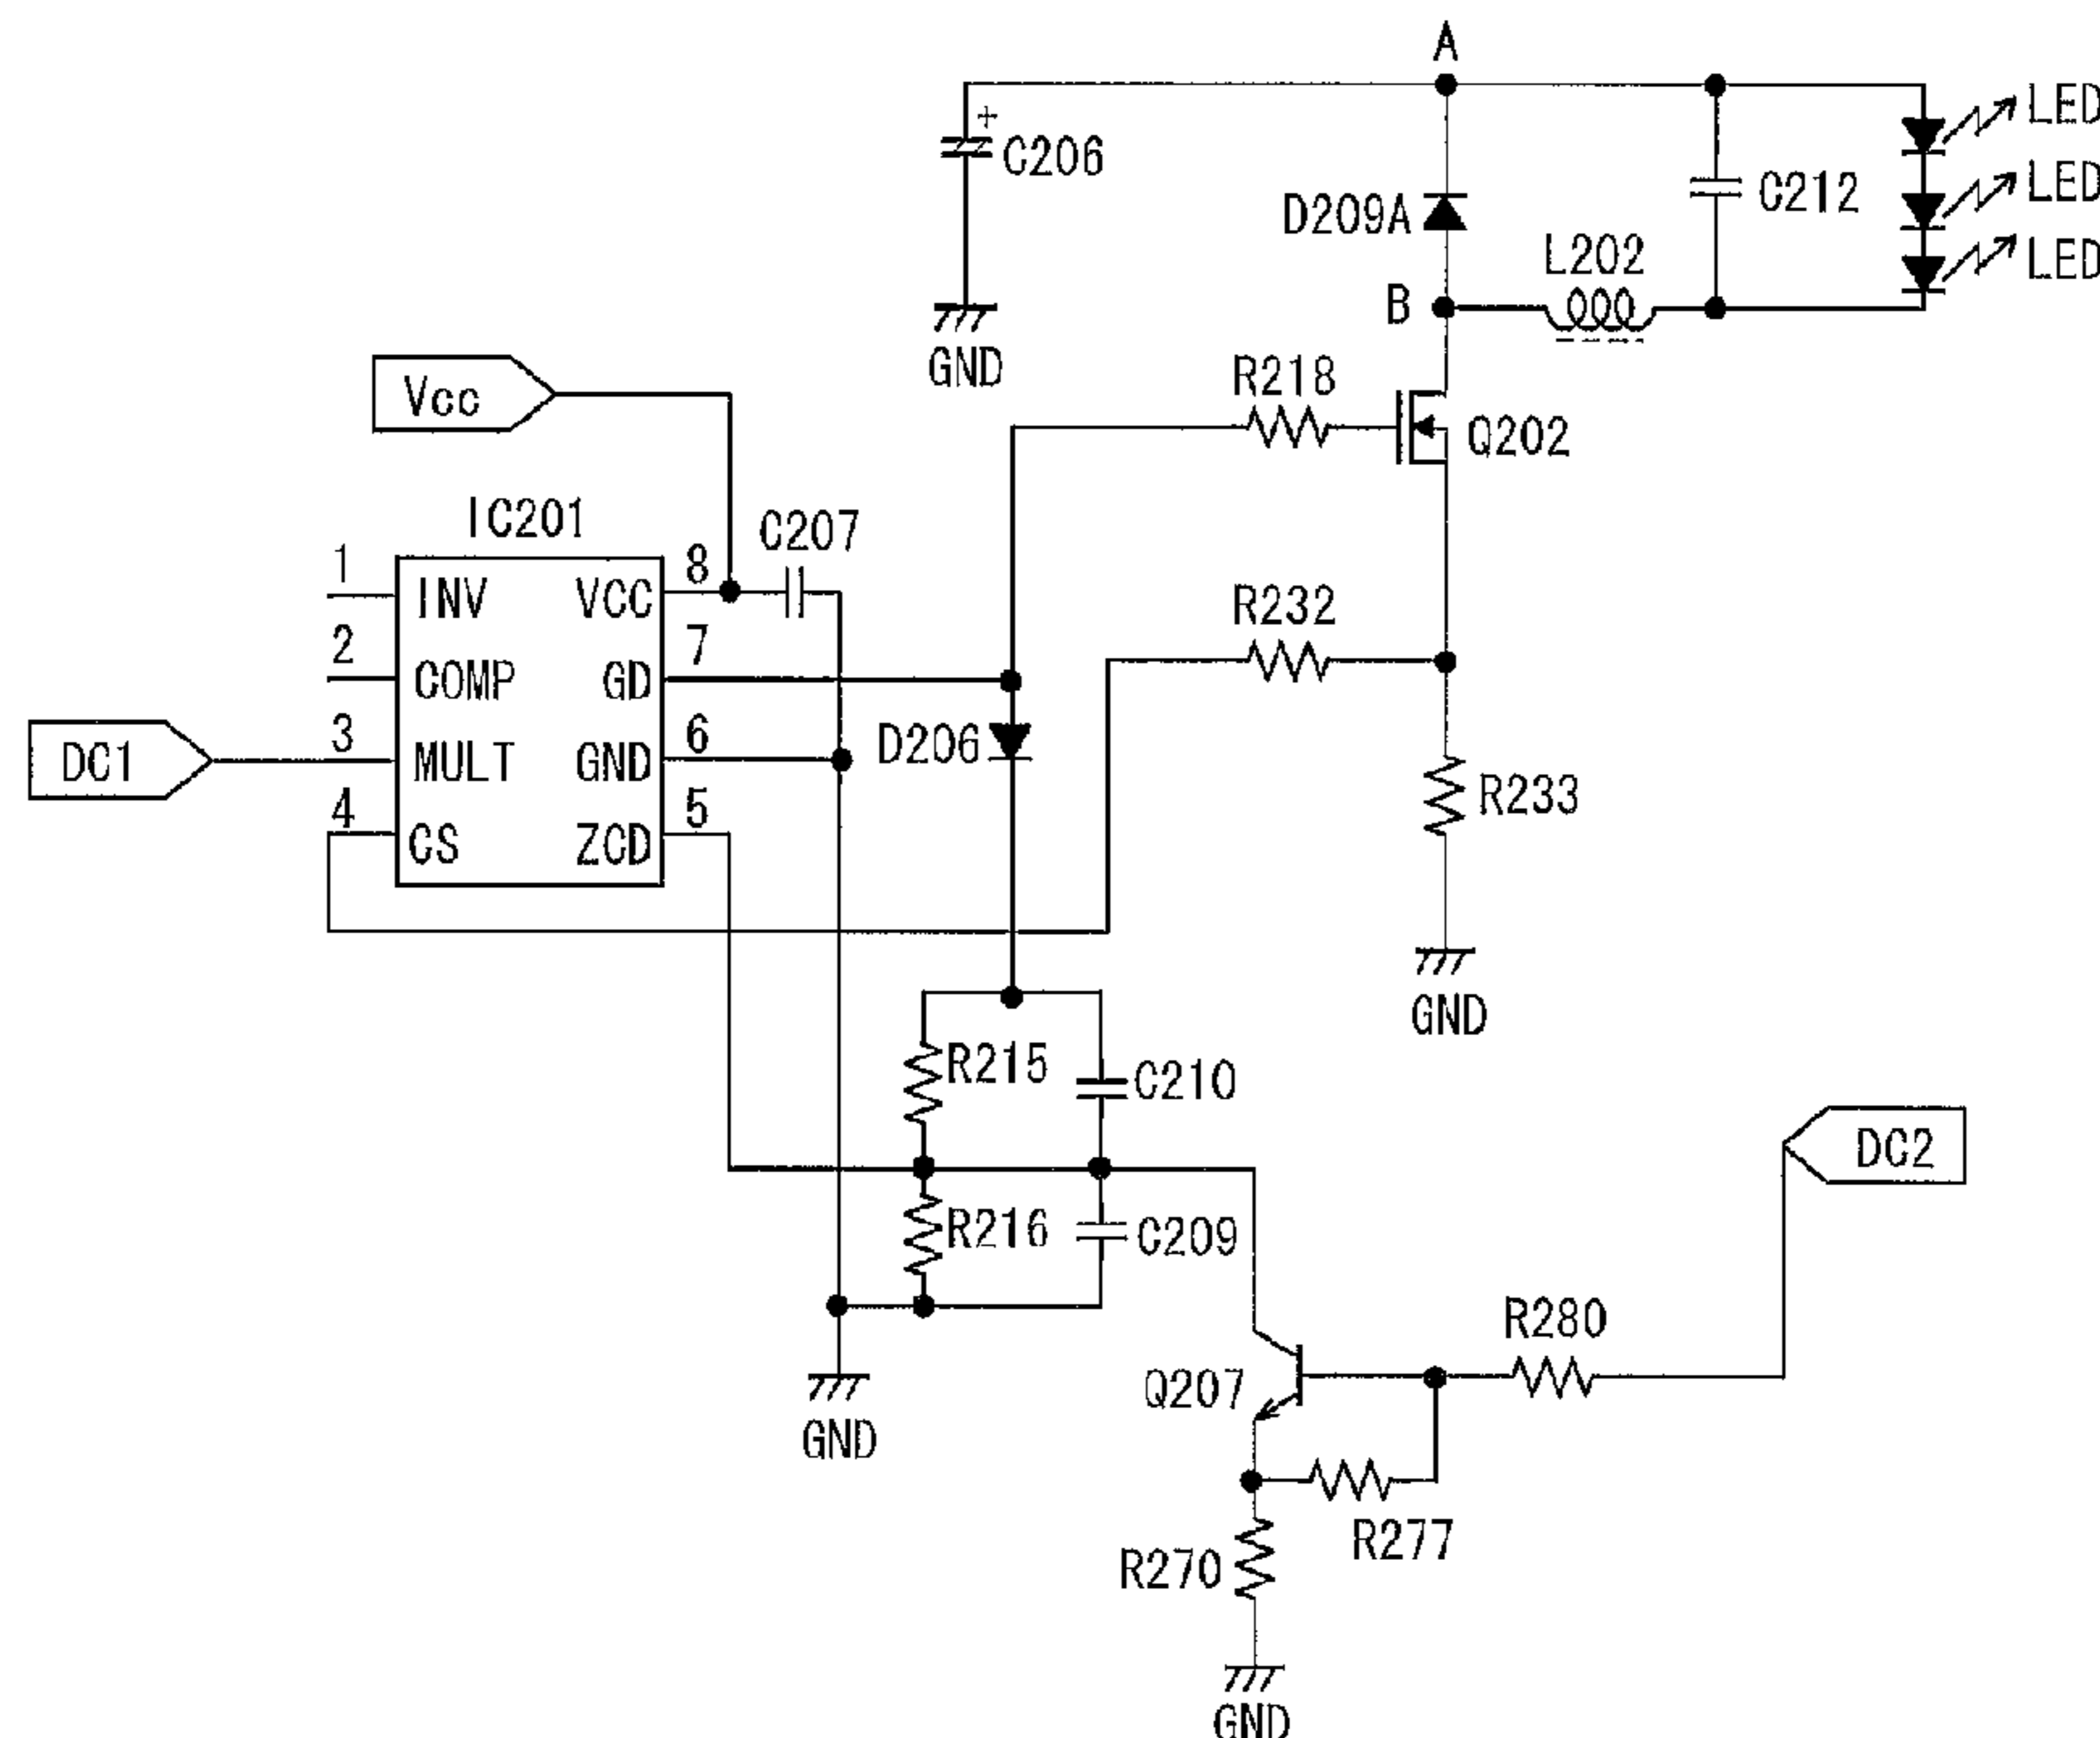 A
LED
C206
C212
LED
D209A
L202
LED
B
GND
R218
Vcc
Q202
IC201
C207
R232
1
INV
VCC
8
2
COMP
GD
7
DC1
3
MULT
GND
6
D206
R233
4
CS
ZCD
5
GND
R215
C210
DC2
R216
C209
R280
Q207
GND
R277
R270
GND